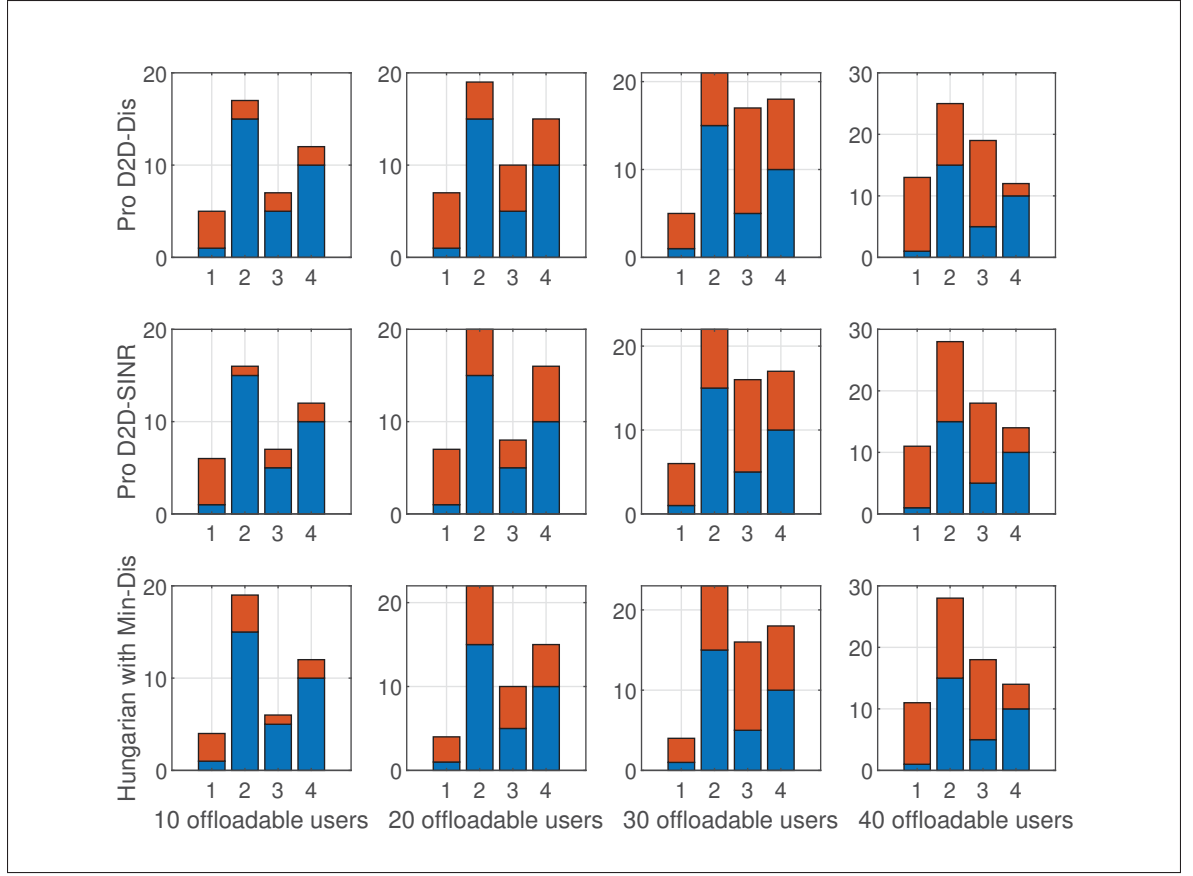 Pro D2D-Dis
20
10
0
1 2 3 4
20
10
0
1 2 3 4
20
10
0
1 2 3 4
30
20
10
0
1 2 3 4
Pro D2D-SINR
20
10
0
1 2 3 4
20
10
0
1 2 3 4
20
10
0
1 2 3 4
30
20
10
0
1 2 3 4
Hungarian with Min-Dis
20
10
0
1 2 3 4
10 offloadable users
20
10
0
1 2 3 4
20 offloadable users
20
10
0
1 2 3 4
30 offloadable users
30
20
10
0
1 2 3 4
40 offloadable users